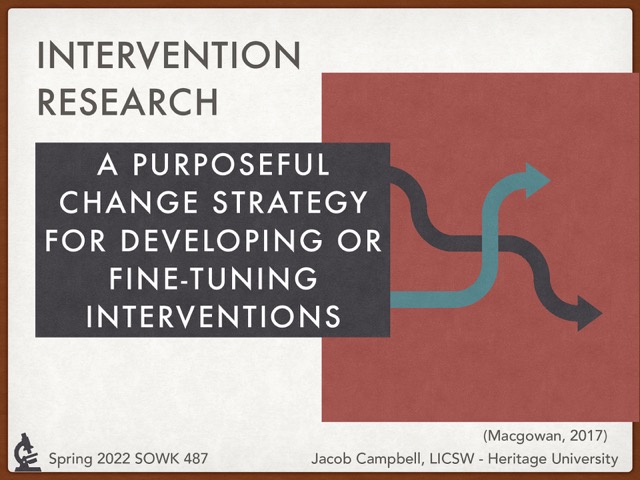 INTERVENTION
RESEARCH
A PURPOSEFUL
CHANGE STRATEGY
FOR DEVELOPING OR
FINE-TUNING
INTERVENTIONS
(Macgowan, 2017)
Spring 2022 SOWK 487
Jacob Campbell, LICSW - Heritage University